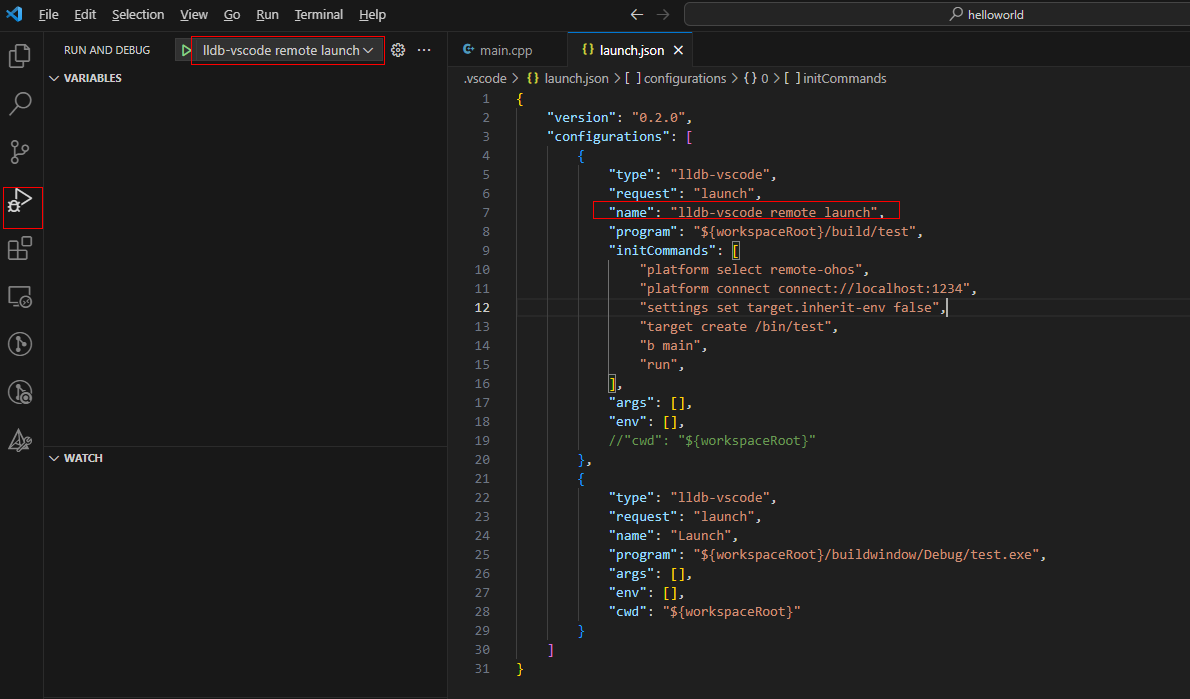 File Edit Selection View Go Run Terminal Help
helloworld
RUN AND DEBUG
lldb-vscode remote launch
VARIABLES
WATCH
main.cpp
launch.json
.vscode > {} launch.json > [ ] configurations > {} 0 > [ ] initCommands
1 {
2 "version": "0.2.0",
3 "configurations": [
4 {
5 "type": "lldb-vscode",
6 "request": "launch",
7 "name": "lldb-vscode remote launch",
8 "program": "${workspaceRoot}/build/test",
9 "initCommands": [
10 "platform select remote-ohos",
11 "platform connect connect://localhost:1234",
12 "settings set target.inherit-env false",
13 "target create /bin/test",
14 "b main",
15 "run",
16 ],
17 "args": [],
18 "env": [],
19 //"cwd": "${workspaceRoot}"
20 },
21 {
22 "type": "lldb-vscode",
23 "request": "launch",
24 "name": "Launch",
25 "program": "${workspaceRoot}/buildwindow/Debug/test.exe",
26 "args": [],
27 "env": [],
28 "cwd": "${workspaceRoot}"
29 }
30 ]
31 }